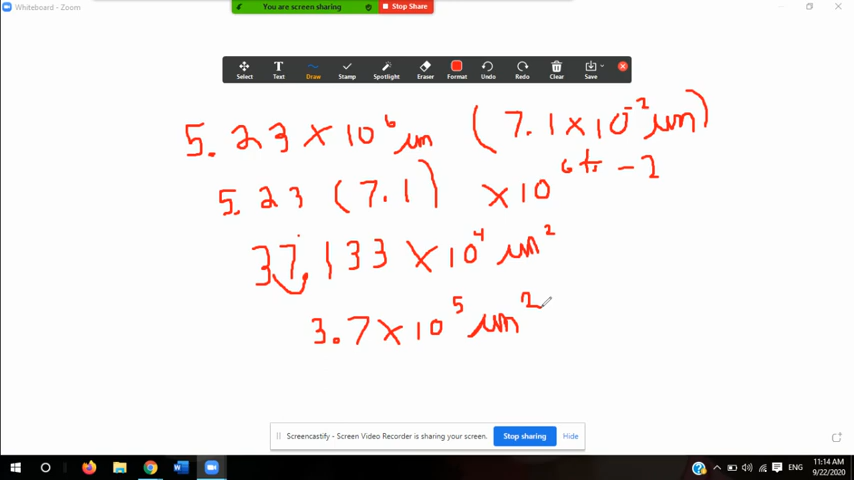 Whiteboard - Zoom
You are screen sharing Stop Share
Select Text Draw Stamp Spotlight Eraser Format Undo Redo Clear Save
5.23 × 10⁶ um (7.1 × 10⁻² um)
5.23 (7.1) × 10⁶⁺⁻²
37.133 × 10⁴ um²
3.7 × 10⁵ um²
Screencastify - Screen Video Recorder is sharing your screen. Stop sharing Hide
ENG
11:14 AM
9/22/2020